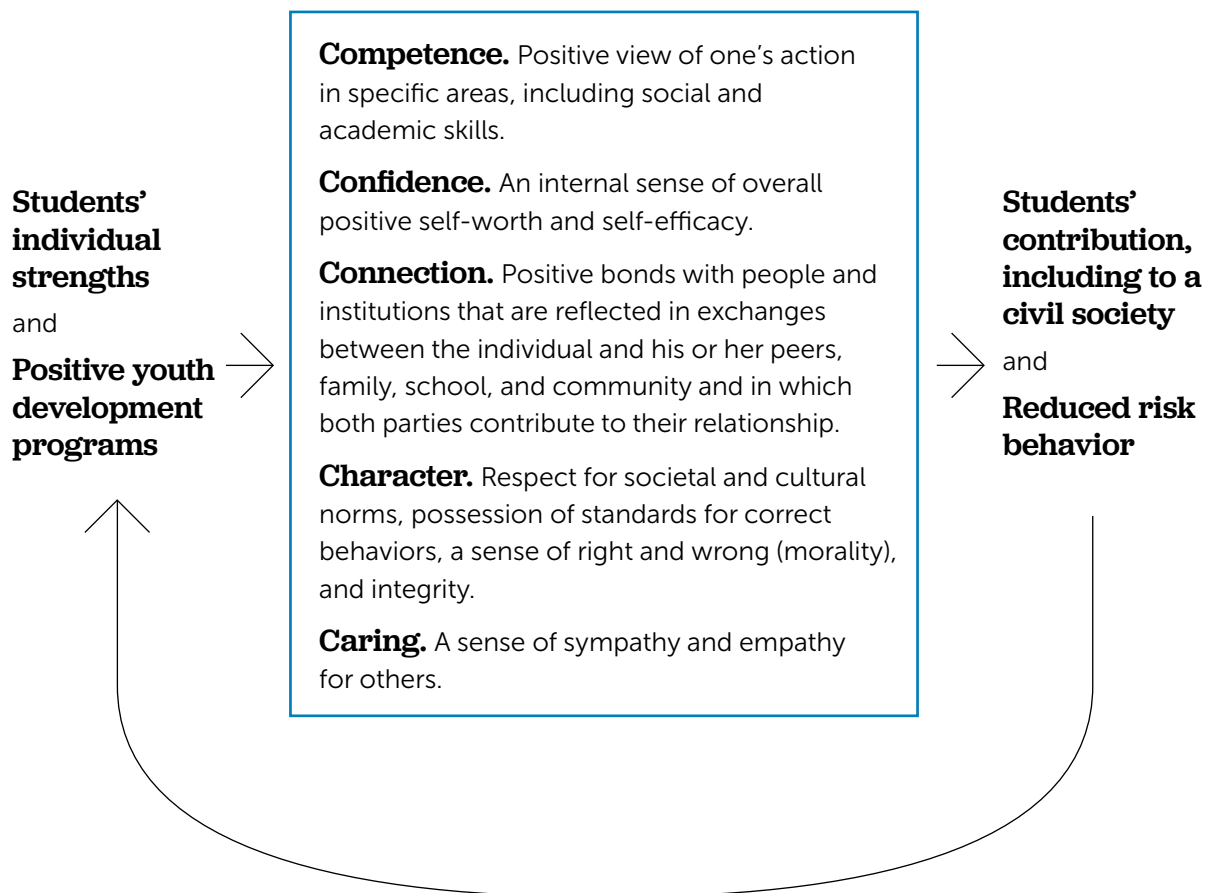 Students’
individual
strengths
and
Positive youth
development
programs
Competence. Positive view of one’s action
in specific areas, including social and
academic skills.
Confidence. An internal sense of overall
positive self-worth and self-efficacy.
Connection. Positive bonds with people and
institutions that are reflected in exchanges
between the individual and his or her peers,
family, school, and community and in which
both parties contribute to their relationship.
Character. Respect for societal and cultural
norms, possession of standards for correct
behaviors, a sense of right and wrong (morality),
and integrity.
Caring. A sense of sympathy and empathy
for others.
Students’
contribution,
including to a
civil society
and
Reduced risk
behavior